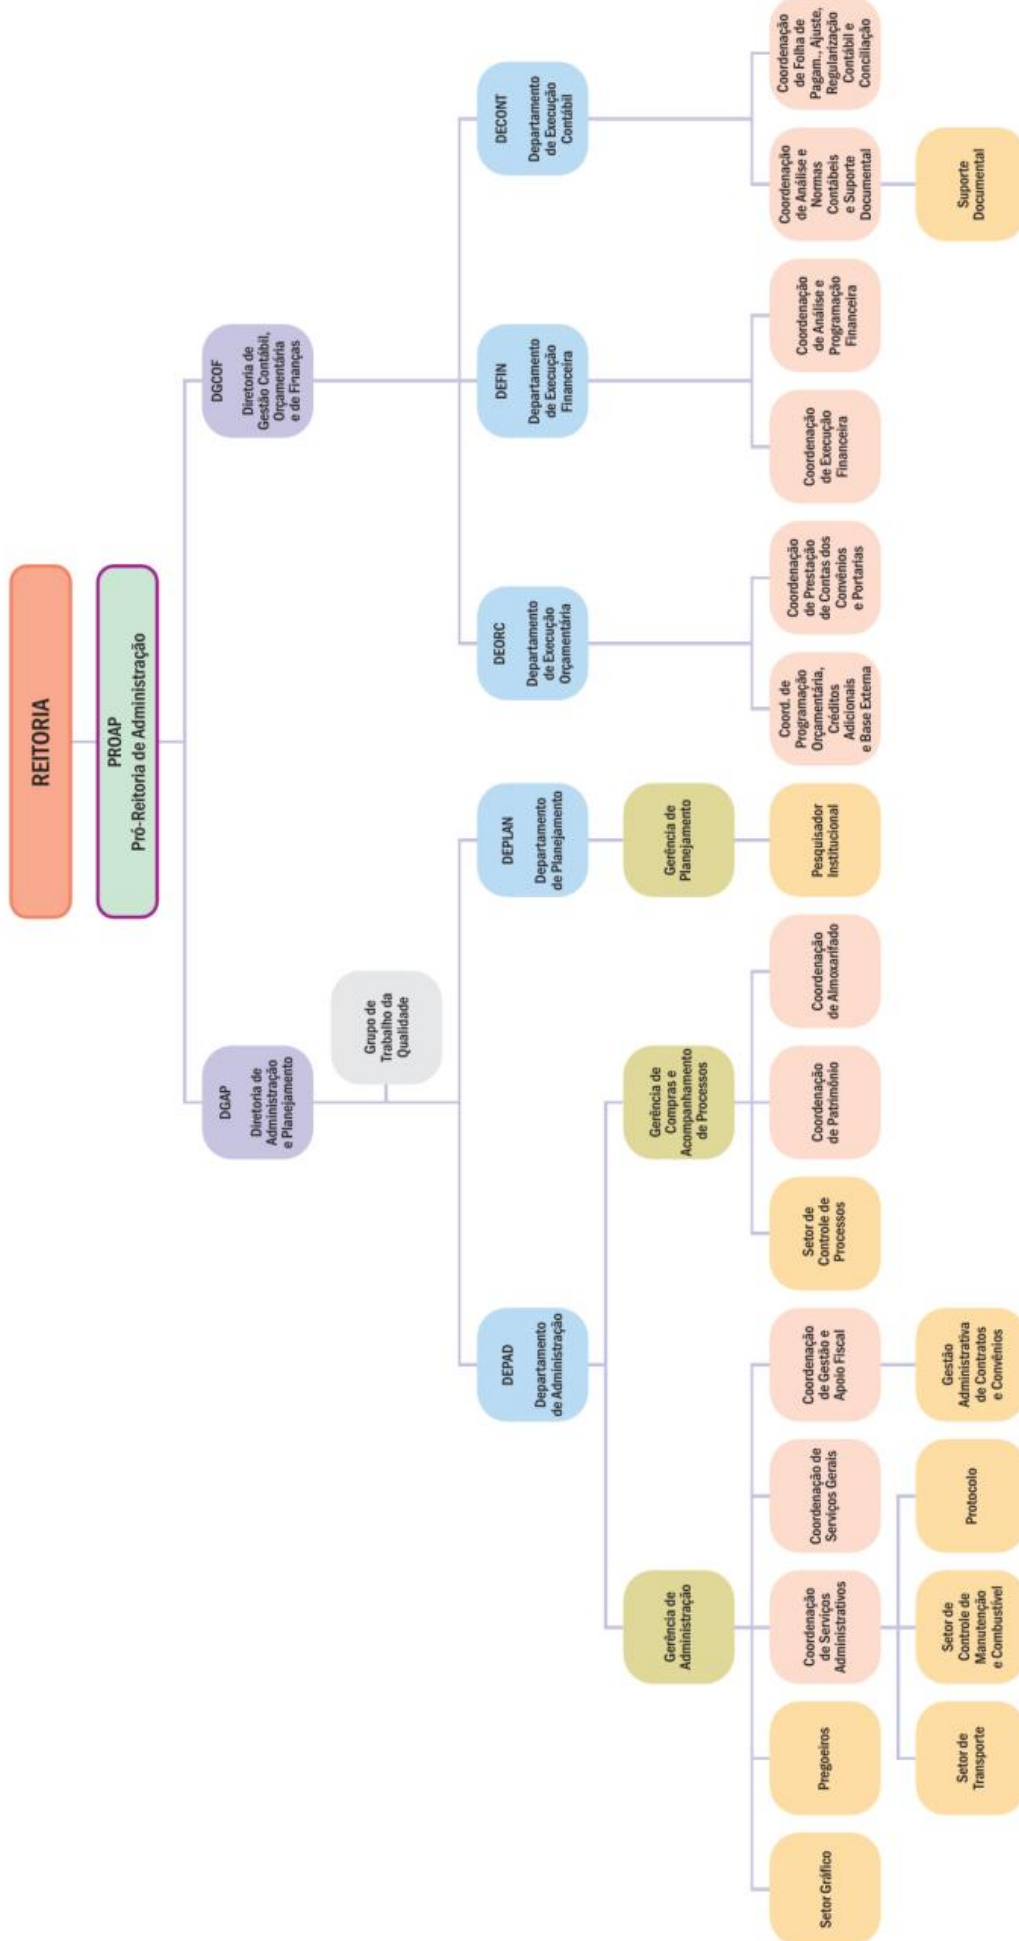 REITORIA
PROAP
Pró-Reitoria de Administração
DGAP
Diretoria de
Administração
e Planejamento
DGCOF
Diretoria de
Gestão Contábil,
Orçamentária
e de Finanças
Grupo de
Trabalho da
Qualidade
DEPAD
Departamento
de Administração
DEPLAN
Departamento
de Planejamento
DEORC
Departamento
de Execução
Orçamentária
DEFIN
Departamento
de Execução
Financeira
DECONT
Departamento
de Execução
Contábil
Gerência de
Administração
Gerência de
Compras e
Acompanhamento
de Processos
Gerência de
Planejamento
Setor Gráfico
Pregoeiros
Coordenação
de Serviços
Administrativos
Coordenação de
Serviços Gerais
Coordenação
de Gestão e
Apoio Fiscal
Setor de
Controle de
Processos
Coordenação
de Patrimônio
Coordenação
de Almoxarifado
Pesquisador
Institucional
Coord. de
Programação
Orçamentária,
Créditos
Adicionais
e Base Externa
Coordenação
de Prestação
de Contas dos
Convênios
e Portarias
Coordenação
de Execução
Financeira
Coordenação
de Análise e
Programação
Financeira
Coordenação
de Análise e
Normas
Contábeis
e Suporte
Documental
Coordenação
de Folha de
Pagam., Ajuste,
Regularização
Contábil e
Conciliação
Setor de
Transporte
Setor de
Controle de
Manutenção
e Combustível
Protocolo
Gestão
Administrativa
de Contratos
e Convênios
Suporte
Documental